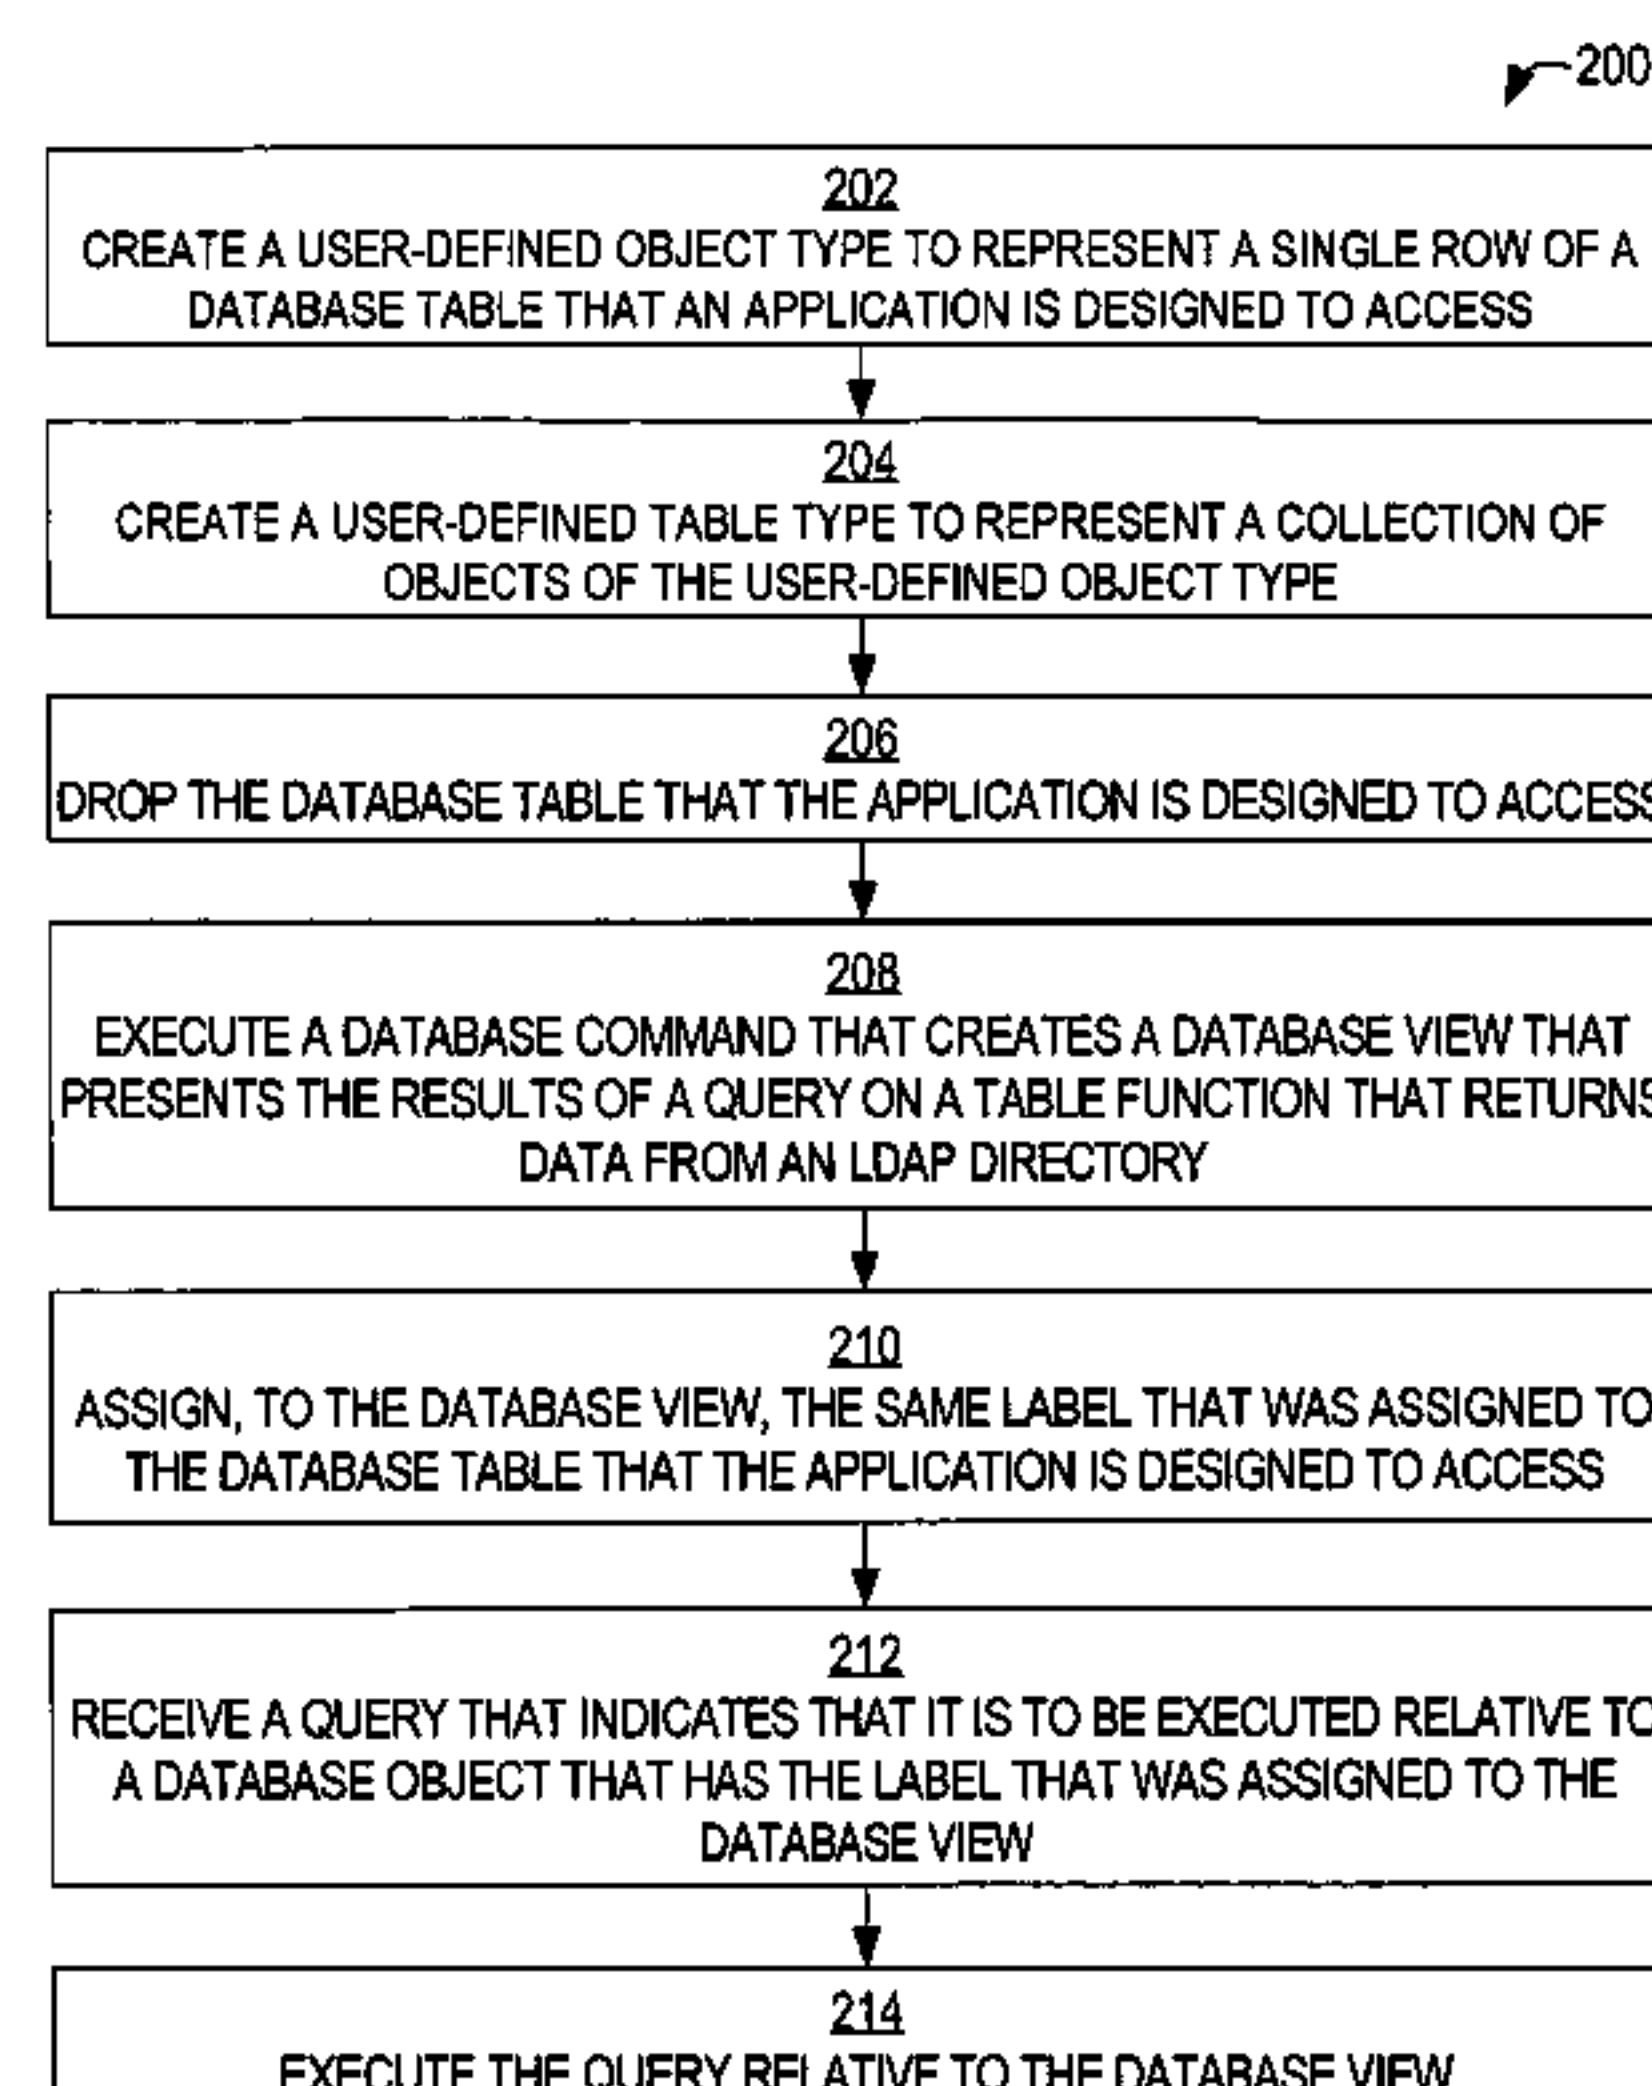 200
202
CREATE A USER-DEFINED OBJECT TYPE TO REPRESENT A SINGLE ROW OF A
DATABASE TABLE THAT AN APPLICATION IS DESIGNED TO ACCESS
204
CREATE A USER-DEFINED TABLE TYPE TO REPRESENT A COLLECTION OF
OBJECTS OF THE USER-DEFINED OBJECT TYPE
206
DROP THE DATABASE TABLE THAT THE APPLICATION IS DESIGNED TO ACCESS
208
EXECUTE A DATABASE COMMAND THAT CREATES A DATABASE VIEW THAT
PRESENTS THE RESULTS OF A QUERY ON A TABLE FUNCTION THAT RETURNS
DATA FROM AN LDAP DIRECTORY
210
ASSIGN, TO THE DATABASE VIEW, THE SAME LABEL THAT WAS ASSIGNED TO
THE DATABASE TABLE THAT THE APPLICATION IS DESIGNED TO ACCESS
212
RECEIVE A QUERY THAT INDICATES THAT IT IS TO BE EXECUTED RELATIVE TO
A DATABASE OBJECT THAT HAS THE LABEL THAT WAS ASSIGNED TO THE
DATABASE VIEW
214
EXECUTE THE QUERY RELATIVE TO THE DATABASE VIEW